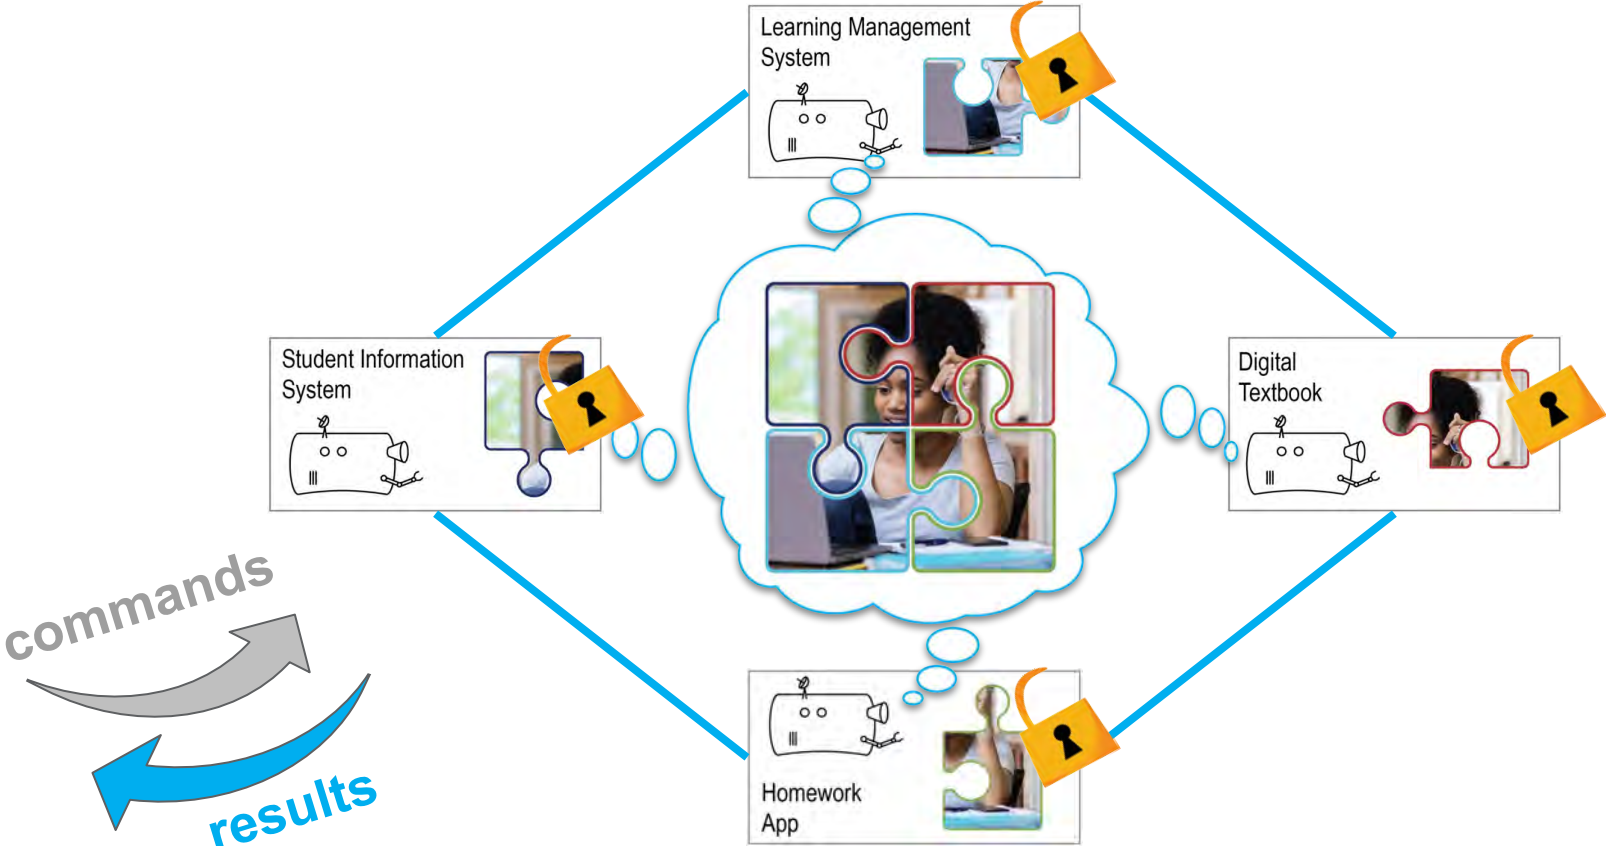 Learning Management
System
Student Information
System
Digital
Textbook
commands
results
Homework
App